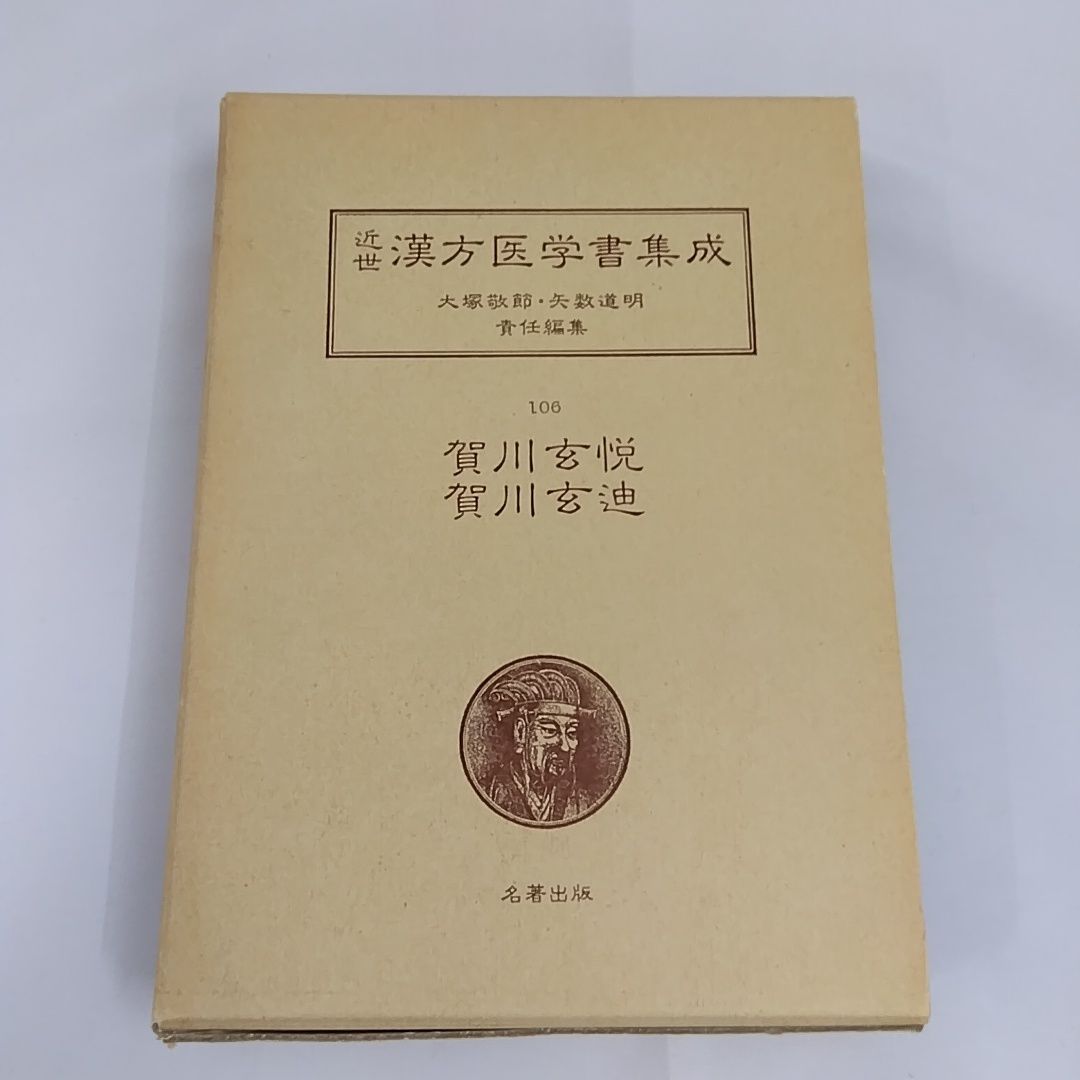 近世 漢方医学書集成
大塚敬節・矢数道明
責任編集
106
賀川玄悦
賀川玄迪
名著出版